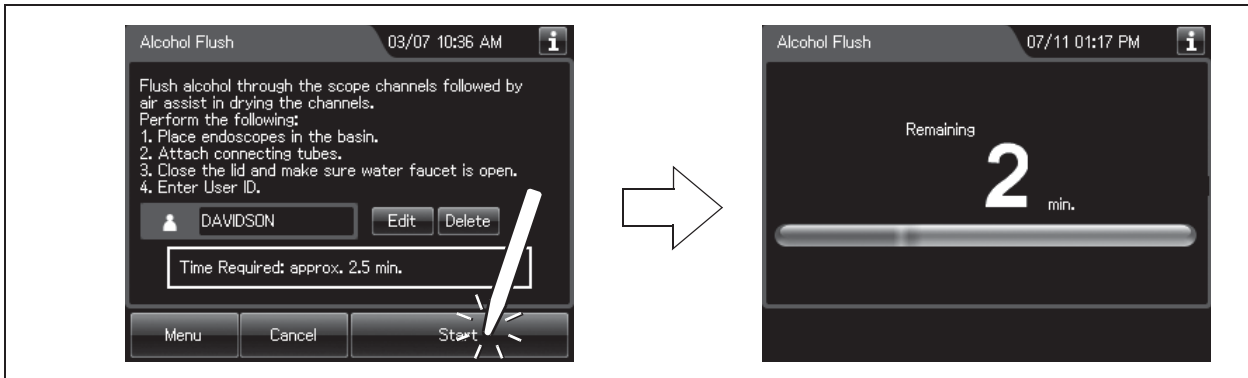 Alcohol Flush
03/07 10:36 AM
i
Flush alcohol through the scope channels followed by
air assist in drying the channels.
Perform the following:
1. Place endoscopes in the basin.
2. Attach connecting tubes.
3. Close the lid and make sure water faucet is open.
4. Enter User ID.
DAVIDSON
Edit
Delete
Time Required: approx. 2.5 min.
Menu
Cancel
Start
Alcohol Flush
07/11 01:17 PM
i
Remaining
2 min.